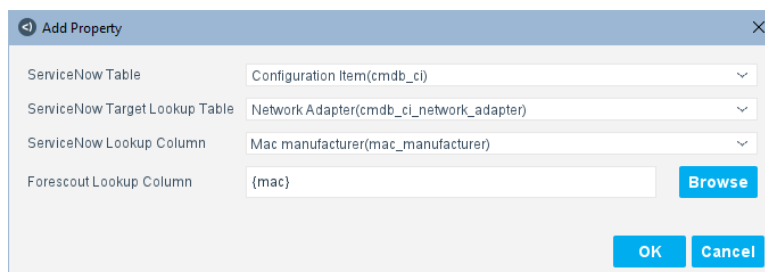 Add Property
ServiceNow Table Configuration Item(cmdb_ci)
ServiceNow Target Lookup Table Network Adapter(cmdb_ci_network_adapter)
ServiceNow Lookup Column Mac manufacturer(mac_manufacturer)
Forescout Lookup Column {mac} Browse
OK Cancel